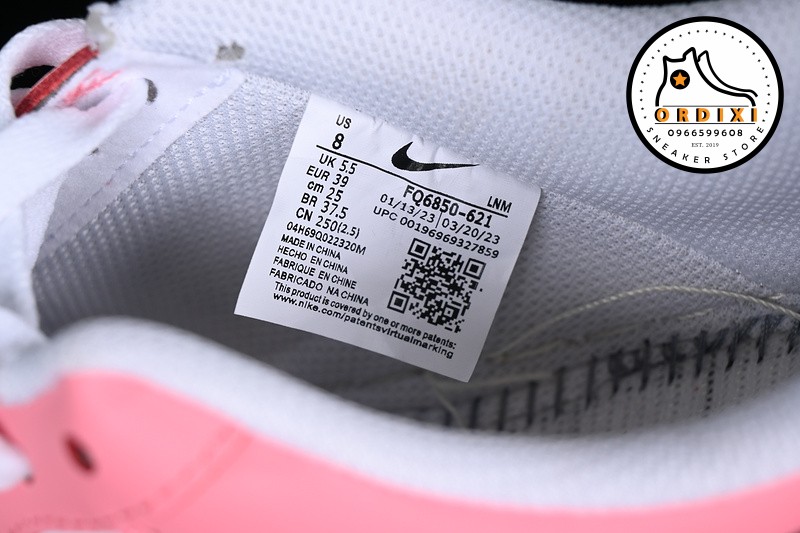 US
8
UK 5.5
EUR 39
cm 25
BR 37.5
CN 250(2.5)
FQ6850-621
LNM
01/13/23 03/20/23
UPC 00196969327859
04H69Q022320M
MADE IN CHINA
HECHO EN CHINA
FABRIQUE EN CHINE
FABRICADO NA CHINA
This product is covered by one or more patents:
www.nike.com/patentsvirtualmarking
ORDIXI
0966599608
EST. 2019
SNEAKER STORE